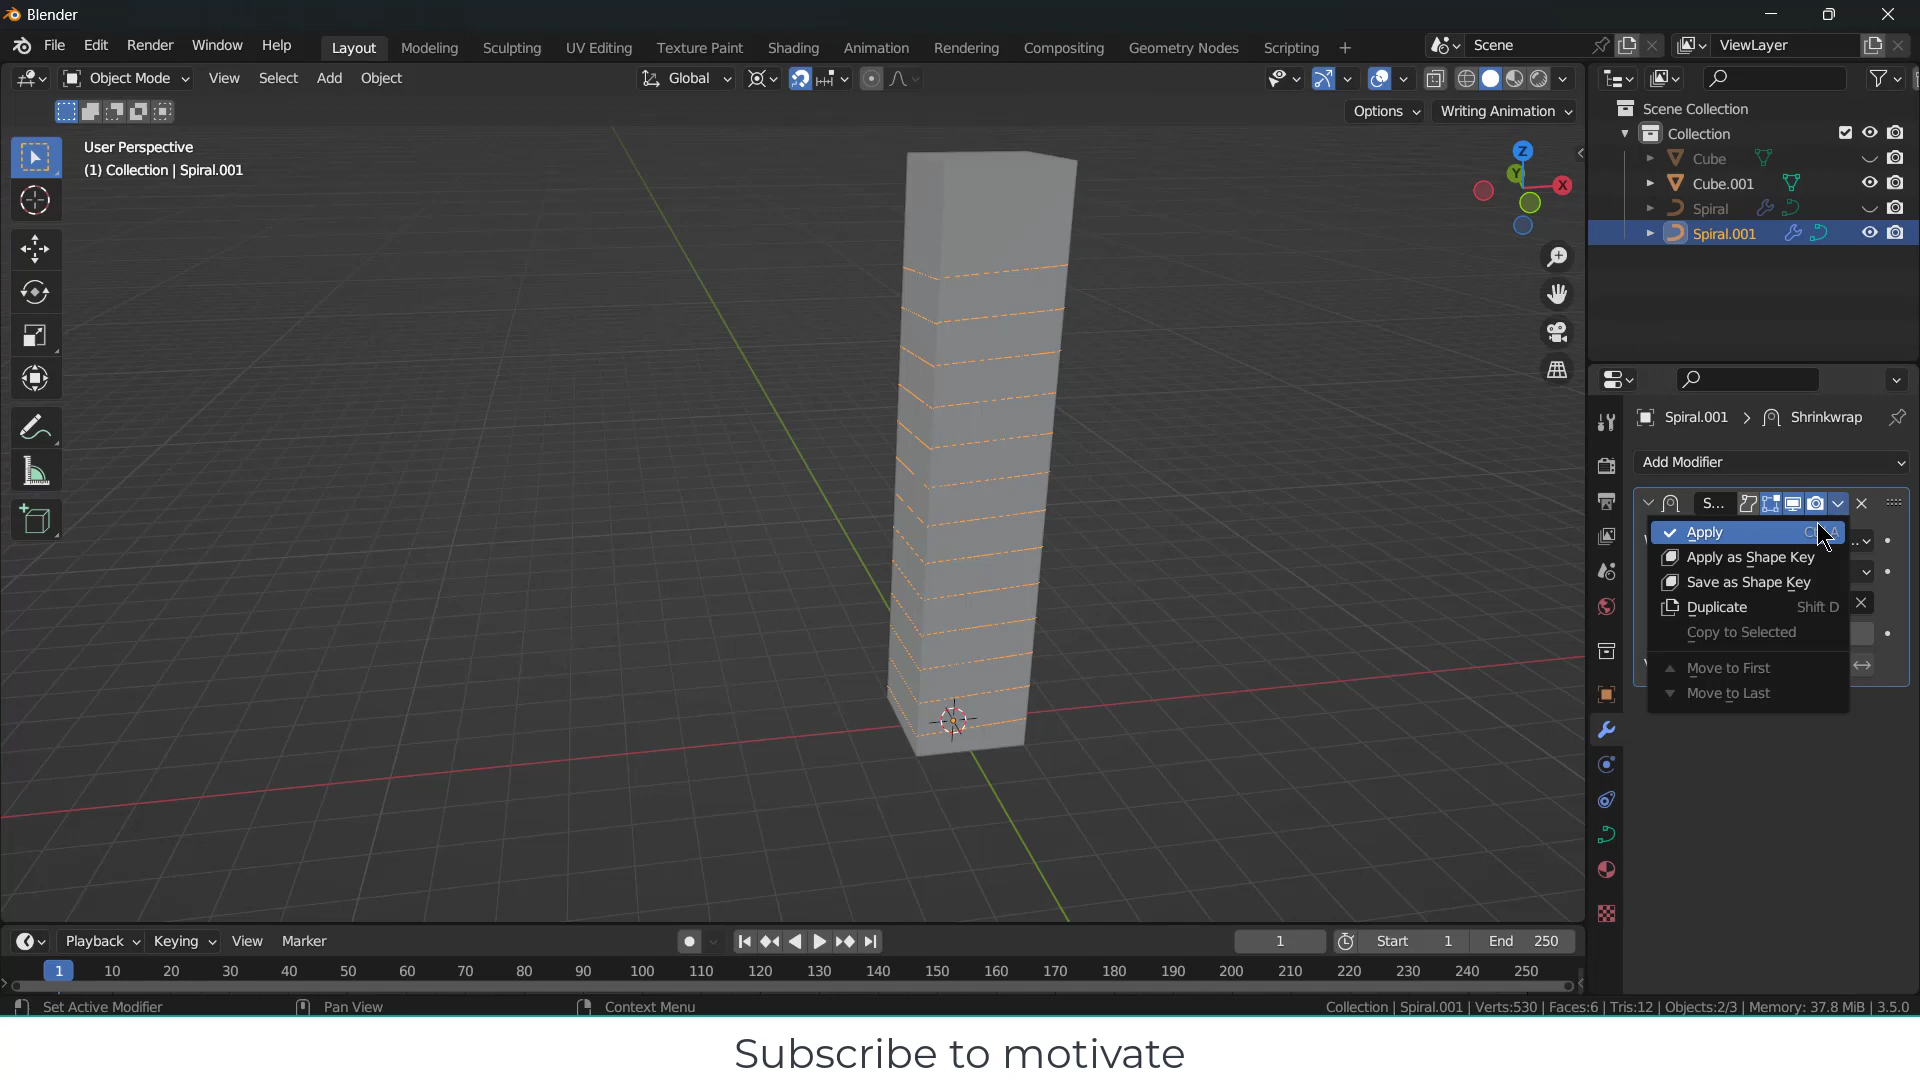 Blender
File Edit Render Window Help Layout Modeling Sculpting UV Editing Texture Paint Shading Animation Rendering Compositing Geometry Nodes Scripting + Scene ViewLayer
Object Mode View Select Add Object Global
Options Writing Animation
User Perspective
(1) Collection | Spiral.001
Z
Y
X
Scene Collection
Collection
Cube
Cube.001
Spiral
Spiral.001
Spiral.001 > Shrinkwrap
Add Modifier
S...
Apply
Apply as Shape Key
Save as Shape Key
Duplicate Shift D
Copy to Selected
Move to First
Move to Last
Playback Keying View Marker 1 Start 1 End 250
1 10 20 30 40 50 60 70 80 90 100 110 120 130 140 150 160 170 180 190 200 210 220 230 240 250
Set Active Modifier Pan View Context Menu Collection | Spiral.001 | Verts:530 | Faces:6 | Tris:12 | Objects:2/3 | Memory: 37.8 MiB | 3.5.0
Subscribe to motivate